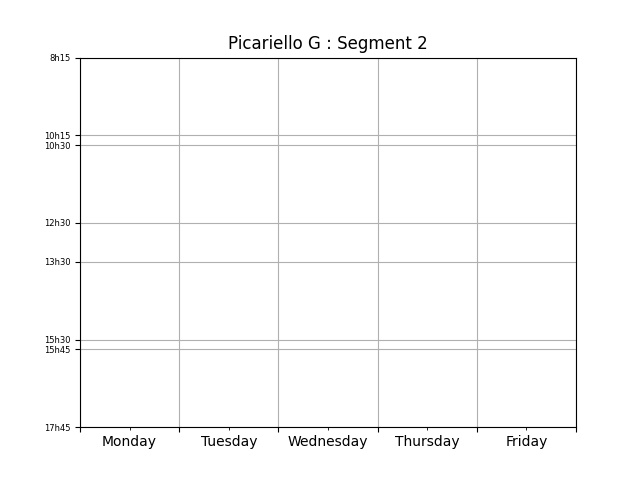 Picariello G : Segment 2
8h15
10h15
10h30
12h30
13h30
15h30
15h45
17h45
Monday Tuesday Wednesday Thursday Friday